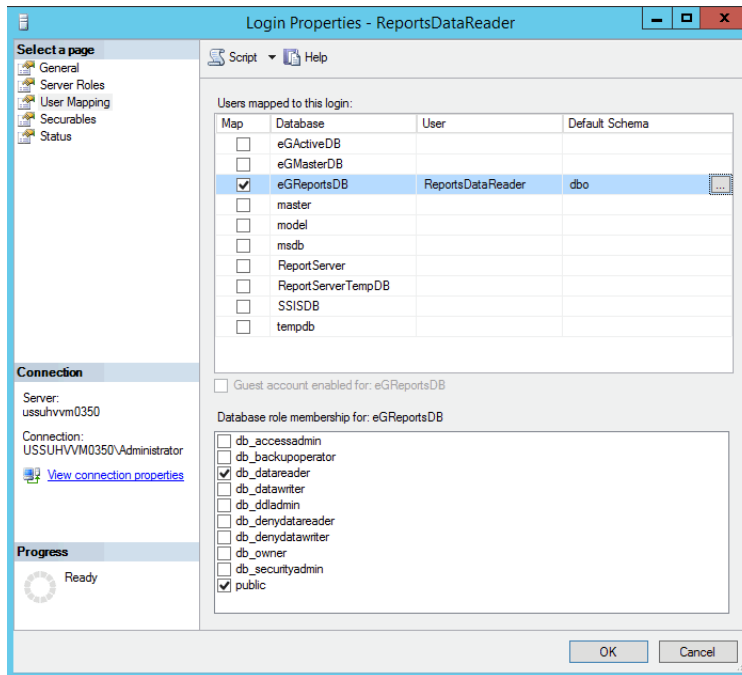 Login Properties - ReportsDataReader
Select a page
General
Server Roles
User Mapping
Securables
Status
Script Help
Users mapped to this login:
Map Database User Default Schema
eGActiveDB
eGMasterDB
eGReportsDB ReportsDataReader dbo ...
master
model
msdb
ReportServer
ReportServerTempDB
SSISDB
tempdb
Guest account enabled for: eGReportsDB
Database role membership for: eGReportsDB
db_accessadmin
db_backupoperator
db_datareader
db_datawriter
db_ddladmin
db_denydatareader
db_denydatawriter
db_owner
db_securityadmin
public
Connection
Server:
ussuhvvm0350
Connection:
USSUHVVM0350\Administrator
View connection properties
Progress
Ready
OK Cancel